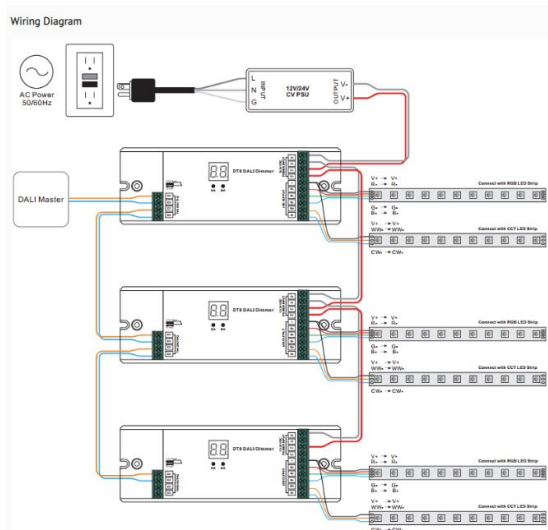 Wiring Diagram
AC Power
50/60Hz
L
N
G
INPUT
12V/24V
CV PSU
OUTPUT
V-
V+
DALI Master
DT8 DALI Dimmer
V+ → V+
R- → R-
Connect with RGB LED Strip
G- → G-
B- → B-
V+ → V+
WW- → WW-
Connect with CCT LED Strip
CW- → CW-
DT8 DALI Dimmer
V+ → V+
R- → R-
Connect with RGB LED Strip
G- → G-
B- → B-
V+ → V+
WW- → WW-
Connect with CCT LED Strip
CW- → CW-
DT8 DALI Dimmer
V+ → V+
R- → R-
Connect with RGB LED Strip
G- → G-
B- → B-
V+ → V+
WW- → WW-
Connect with CCT LED Strip
CW- → CW-